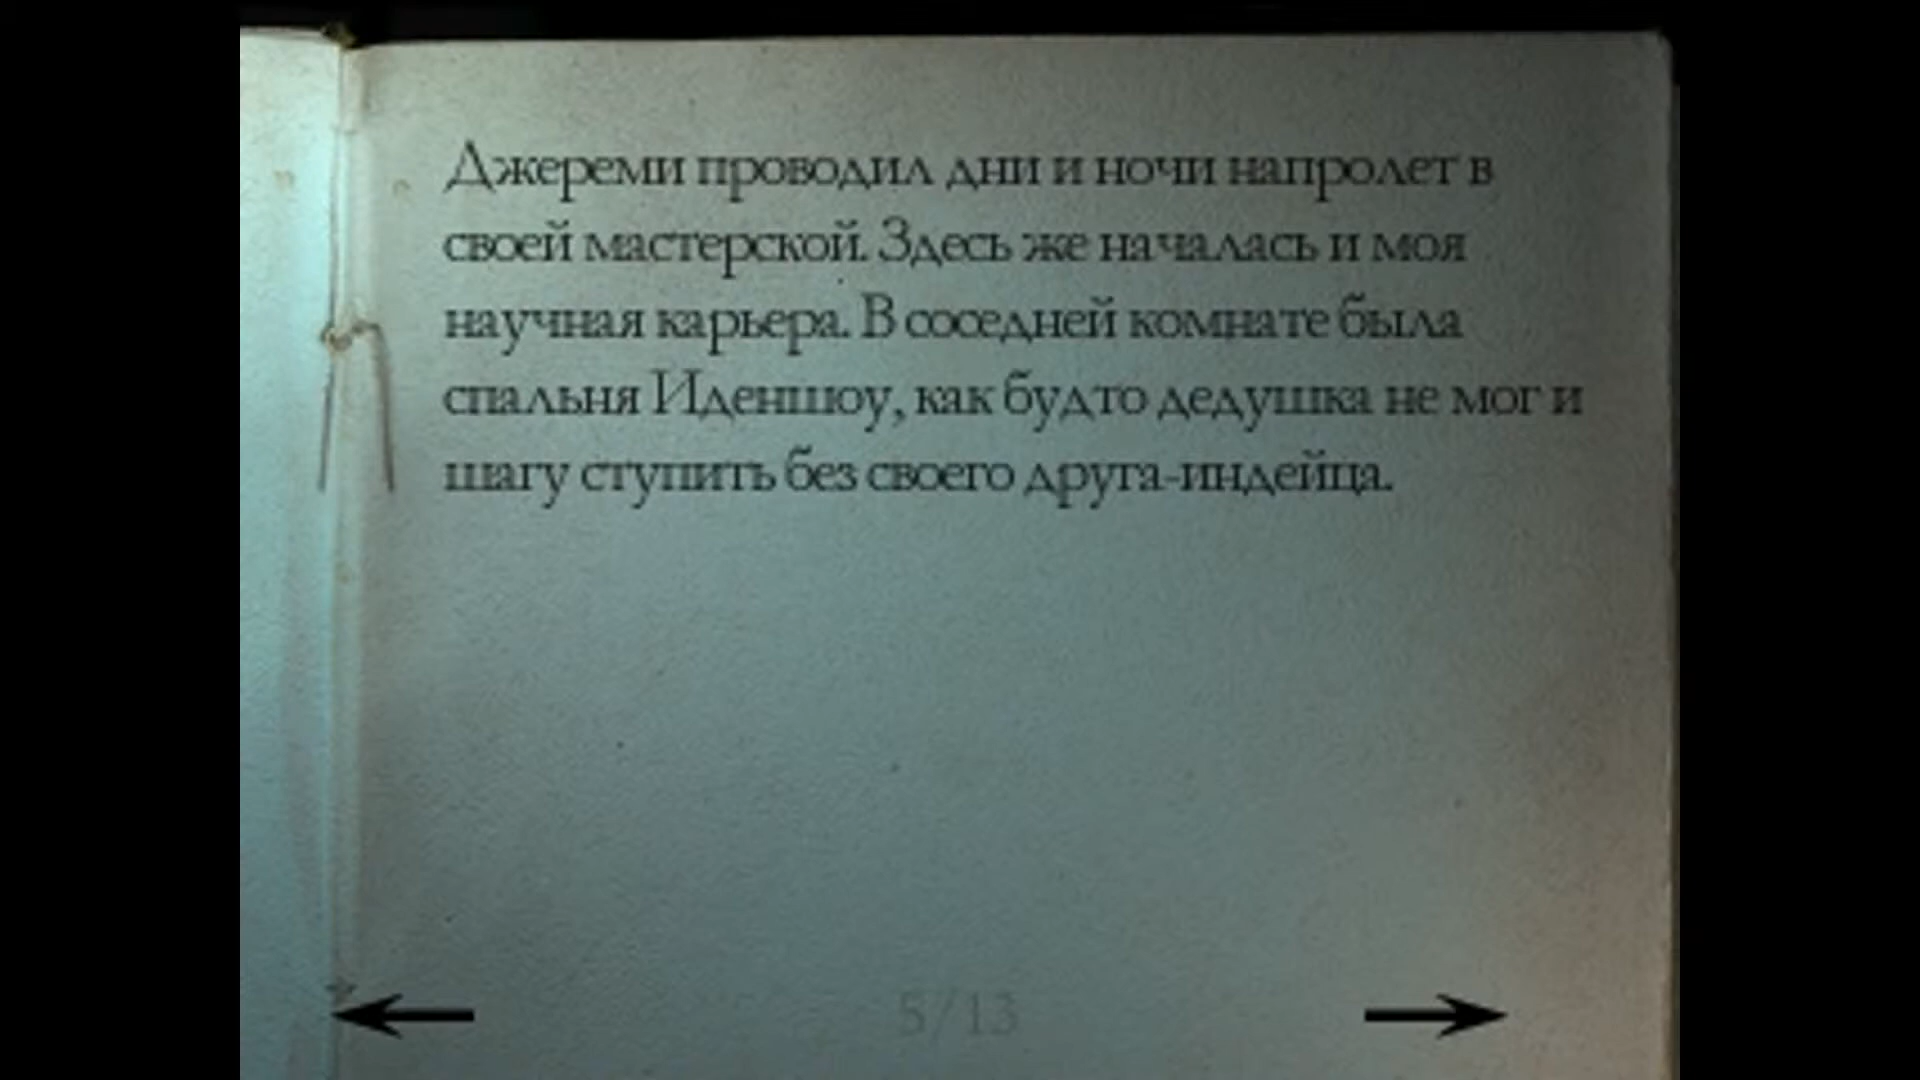 Джереми проводил дни и ночи напролет в
своей мастерской. Здесь же началась и моя
научная карьера. В соседней комнате была
спальня Иденшоу, как будто дедушка не мог и
шагу ступить без своего друга-индейца.
5/13